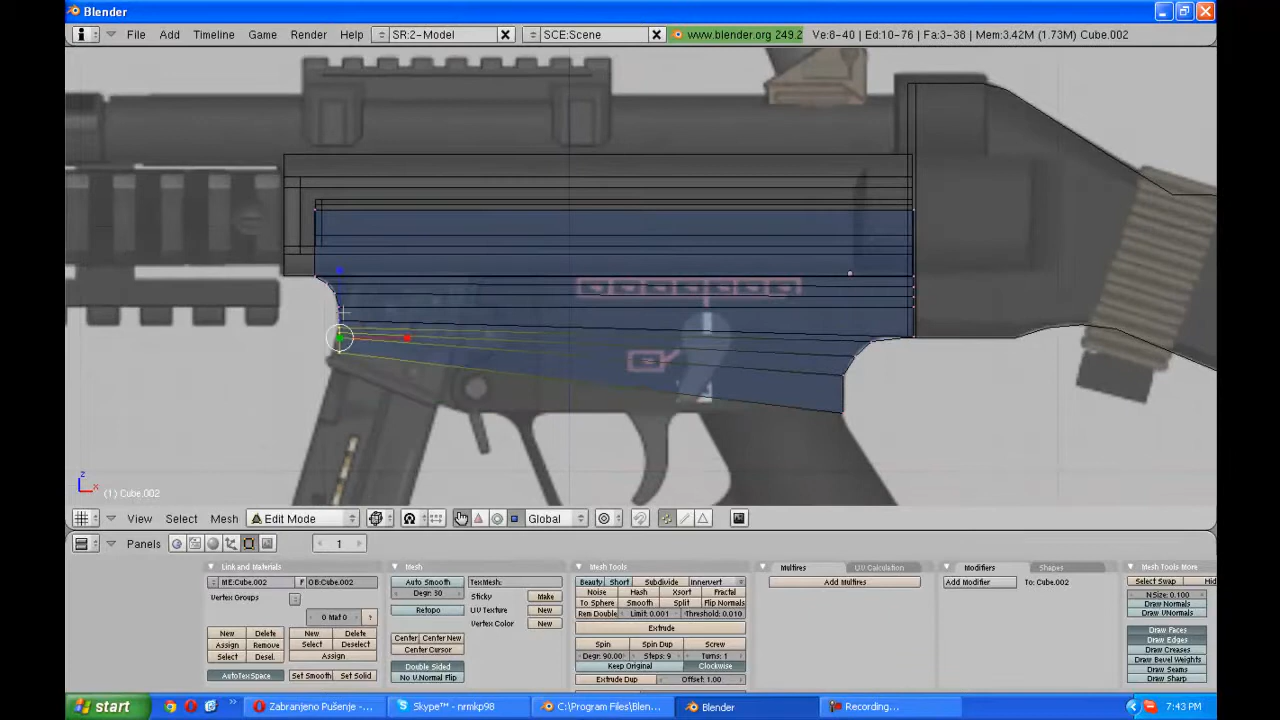 Blender
File Add Timeline Game Render Help SR:2-Model SCE:Scene www.blender.org 249.2 Ve:8-40 | Ed:10-76 | Fa:3-38 | Mem:3.42M (1.73M) Cube.002
z
x
(1) Cube.002
View Select Mesh Edit Mode Global
Panels 1
Link and Materials Mesh Mesh Tools Multires UV Calculation Modifiers Shapes Mesh Tools More
ME:Cube.002 F OB:Cube.002 Auto Smooth TexMesh: Beauty Short Subdivide Innervert Add Multires Add Modifier To: Cube.002 Select Swap Hid
Degr: 30 Sticky Make Noise Hash Xsort Fractal NSize: 0.100
Vertex Groups Retopo UV Texture New To Sphere Smooth Split Flip Normals Draw Normals
0 Mat 0 ? Vertex Color New Rem Double Limit: 0.001 Threshold: 0.010 Draw VNormals
New Delete New Delete Center Center New Extrude Draw Faces
Assign Remove Select Deselect Center Cursor Spin Spin Dup Screw Draw Edges
Select Desel. Assign Degr: 90.00 Steps: 9 Turns: 1 Draw Creases
Double Sided Keep Original Clockwise Draw Bevel Weights
AutoTexSpace Set Smooth Set Solid No V.Normal Flip Extrude Dup Offset: 1.00 Draw Seams
Draw Sharp
start Zabranjeno Pušenje - ... Skype™ - nrmkp98 C:\Program Files\Blen... Blender Recording... 7:43 PM